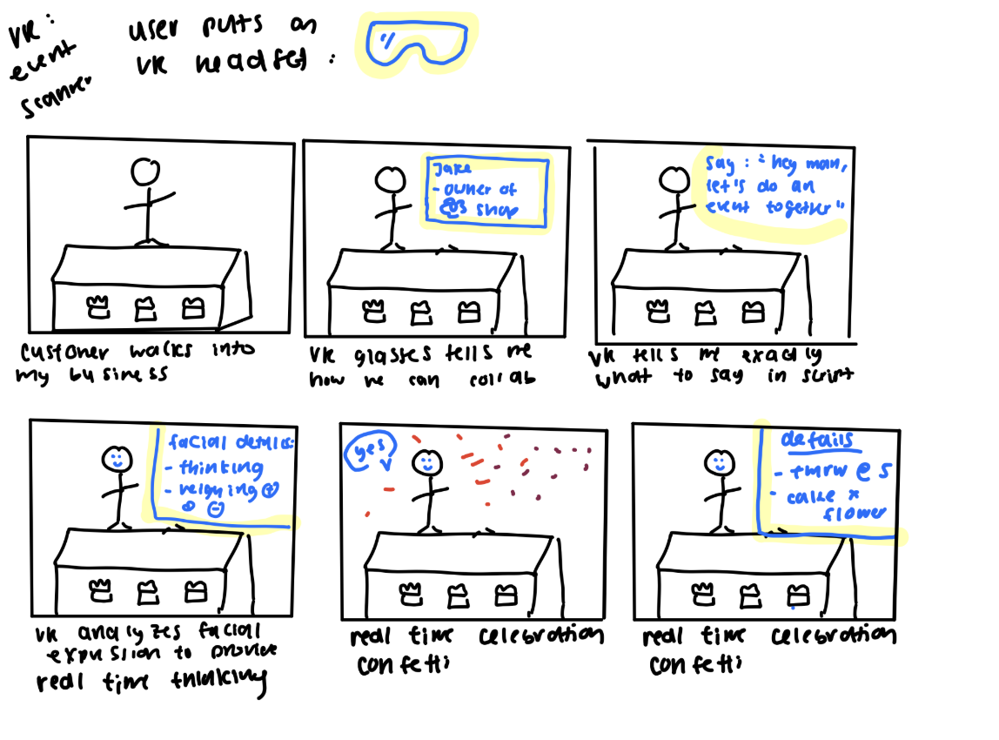 VR:
event
scanner
user puts on
VR headset:
Jake
- owner of
shop
say: "hey man,
let's do an
event together"
customer walks into
my business
VR glasses tells me
how we can collab
VR tells me exactly
what to say in script
facial details:
- thinking
- weighing +
-
yes
details
- tmrw @ 5
- cake x
flower
VR analyzes facial
expression to provide
real time thinking
real time celebration
confetti
real time celebration
confetti